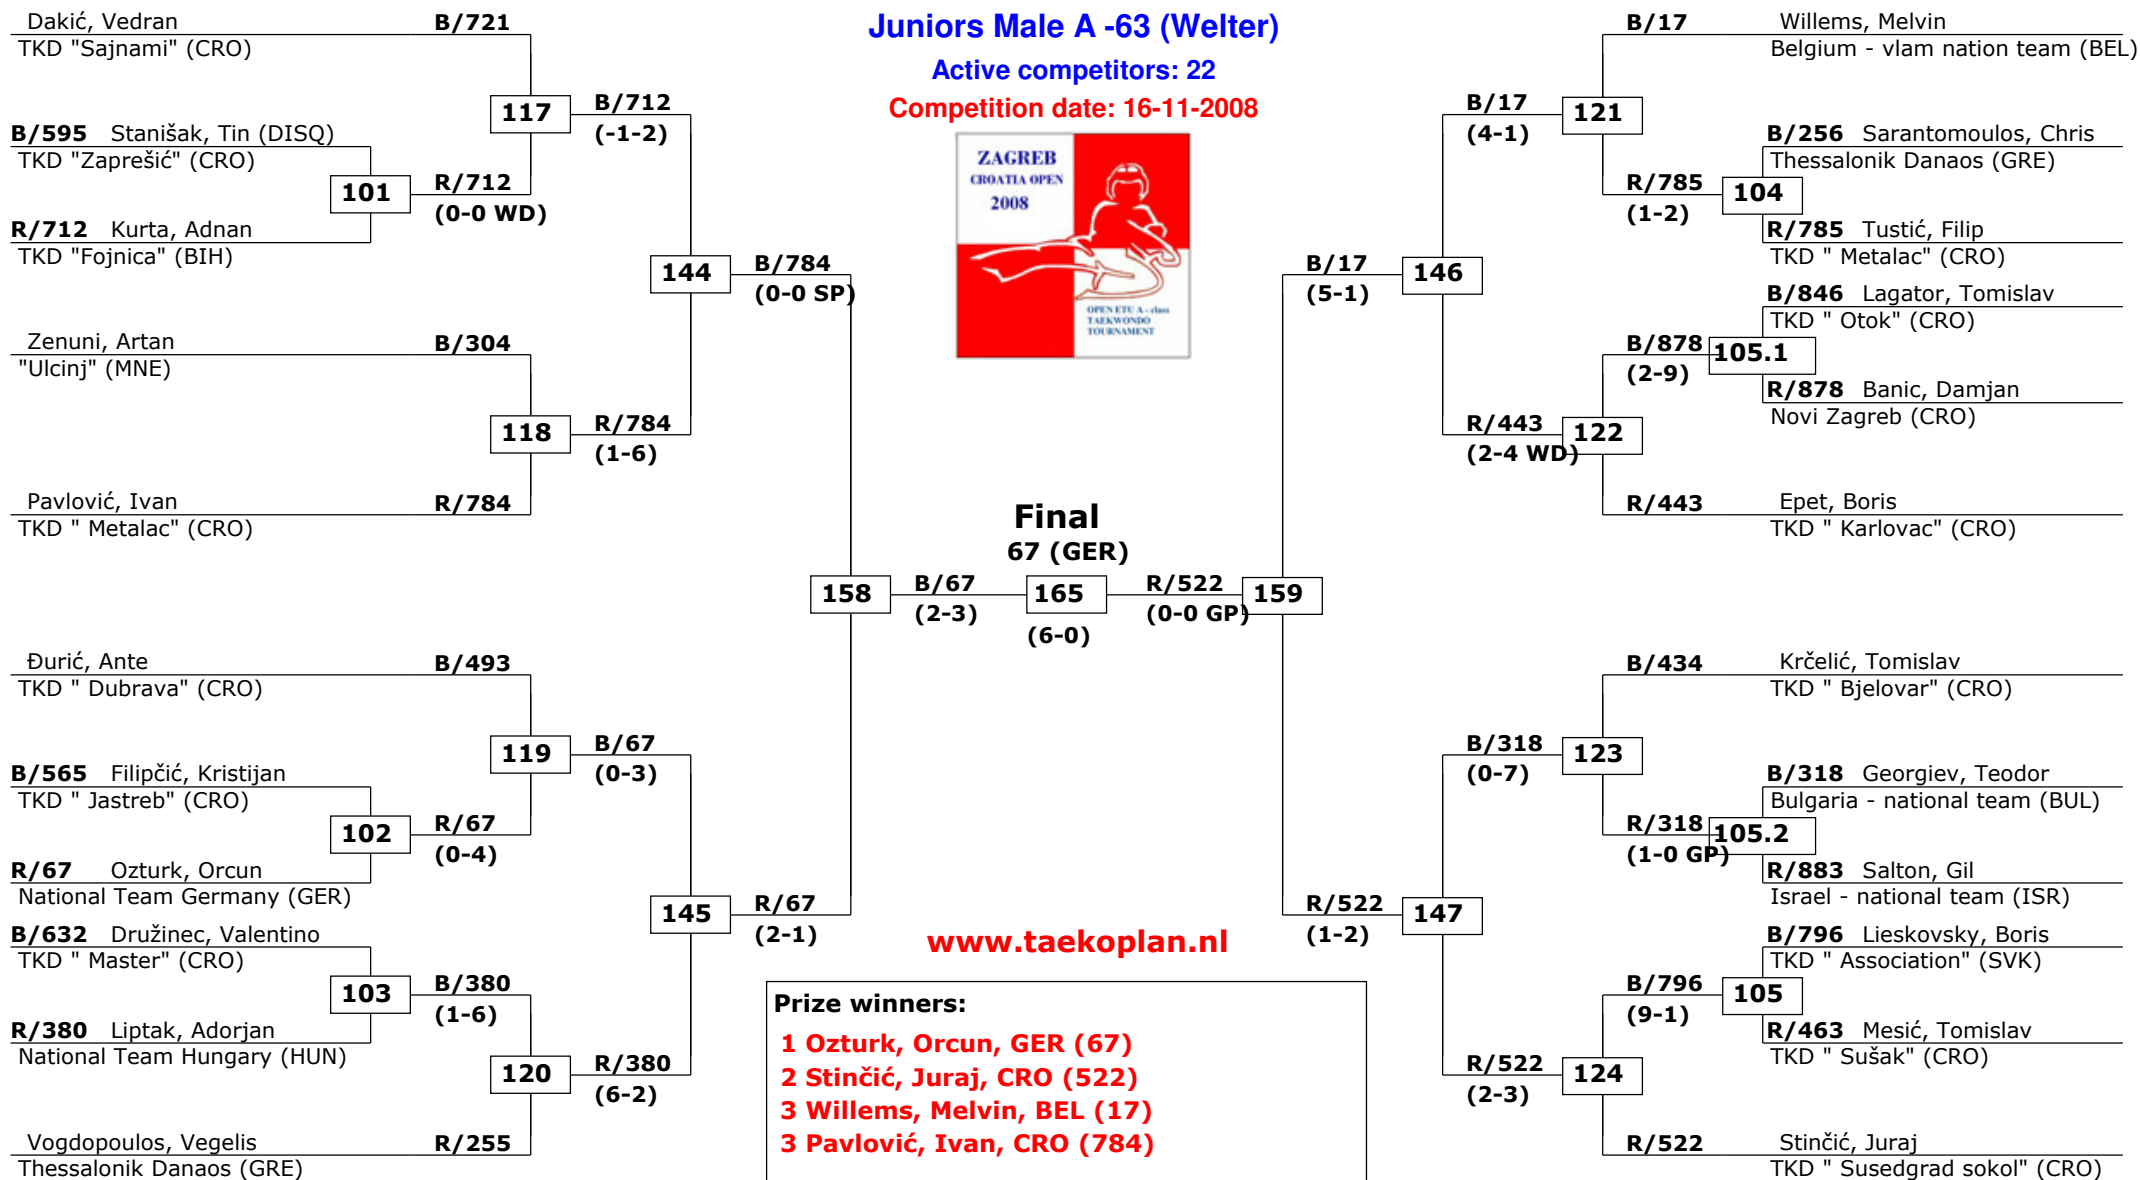 Juniors Male A -63 (Welter)
Active competitors: 22
Competition date: 16-11-2008
ZAGREB
CROATIA OPEN
2008
OPEN ETU A - class
TAEKWONDO
TOURNAMENT
Dakić, Vedran
B/721
TKD "Sajnami" (CRO)
117
B/712
(-1-2)
B/595 Stanišak, Tin (DISQ)
TKD "Zaprešić" (CRO)
101
R/712
(0-0 WD)
R/712 Kurta, Adnan
TKD "Fojnica" (BIH)
144
B/784
(0-0 SP)
Zenuni, Artan
B/304
"Ulcinj" (MNE)
118
R/784
(1-6)
Pavlović, Ivan
R/784
TKD " Metalac" (CRO)
158
B/67
(2-3)
Final
67 (GER)
165
(6-0)
R/522
(0-0 GP)
159
Đurić, Ante
B/493
TKD " Dubrava" (CRO)
119
B/67
(0-3)
B/565 Filipčić, Kristijan
TKD " Jastreb" (CRO)
102
R/67
(0-4)
R/67 Ozturk, Orcun
National Team Germany (GER)
145
R/67
(2-1)
B/632 Družinec, Valentino
TKD " Master" (CRO)
103
B/380
(1-6)
R/380 Liptak, Adorjan
National Team Hungary (HUN)
120
R/380
(6-2)
Vogdopoulos, Vegelis
R/255
Thessalonik Danaos (GRE)
B/17
Willems, Melvin
Belgium - vlam nation team (BEL)
B/17
(4-1)
121
B/256 Sarantomoulos, Chris
Thessalonik Danaos (GRE)
R/785
(1-2)
104
R/785 Tustić, Filip
TKD " Metalac" (CRO)
B/17
(5-1)
146
B/846 Lagator, Tomislav
TKD " Otok" (CRO)
B/878
(2-9)
105.1
R/878 Banic, Damjan
Novi Zagreb (CRO)
R/443
(2-4 WD)
122
R/443
Epet, Boris
TKD " Karlovac" (CRO)
B/434
Krčelić, Tomislav
TKD " Bjelovar" (CRO)
B/318
(0-7)
123
B/318 Georgiev, Teodor
Bulgaria - national team (BUL)
R/318
(1-0 GP)
105.2
R/883 Salton, Gil
Israel - national team (ISR)
R/522
(1-2)
147
B/796 Lieskovsky, Boris
TKD " Association" (SVK)
B/796
(9-1)
105
R/463 Mesić, Tomislav
TKD " Sušak" (CRO)
R/522
(2-3)
124
R/522
Stinčić, Juraj
TKD " Susedgrad sokol" (CRO)
www.taekoplan.nl
Prize winners:
1 Ozturk, Orcun, GER (67)
2 Stinčić, Juraj, CRO (522)
3 Willems, Melvin, BEL (17)
3 Pavlović, Ivan, CRO (784)